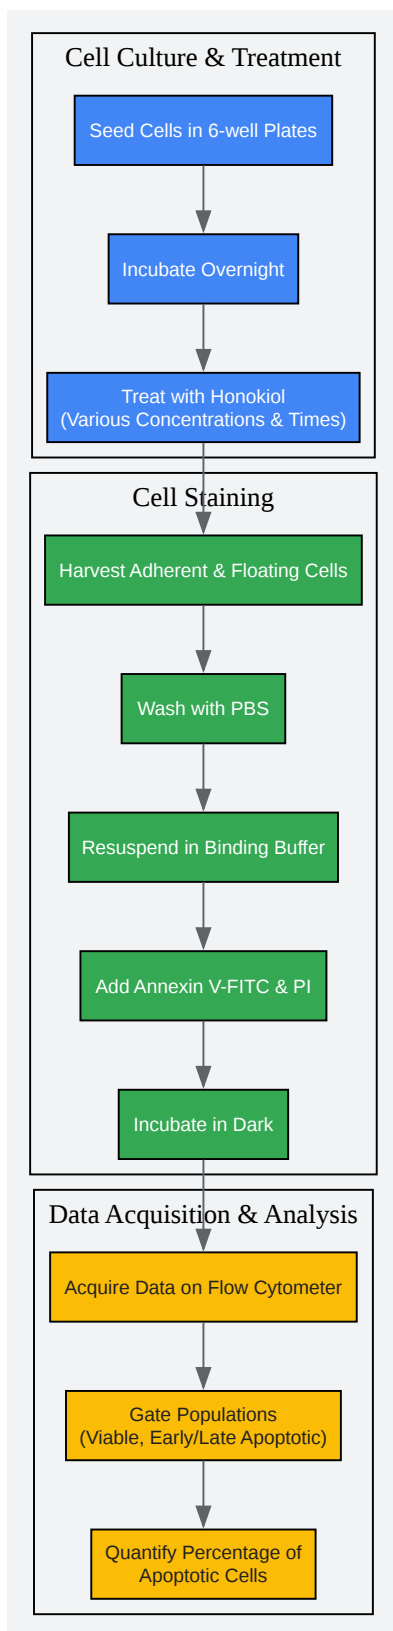 Cell Culture & Treatment
Seed Cells in 6-well Plates
Incubate Overnight
Treat with Honokiol
(Various Concentrations & Times)
Cell Staining
Harvest Adherent & Floating Cells
Wash with PBS
Resuspend in Binding Buffer
Add Annexin V-FITC & PI
Incubate in Dark
Data Acquisition & Analysis
Acquire Data on Flow Cytometer
Gate Populations
(Viable, Early/Late Apoptotic)
Quantify Percentage of
Apoptotic Cells